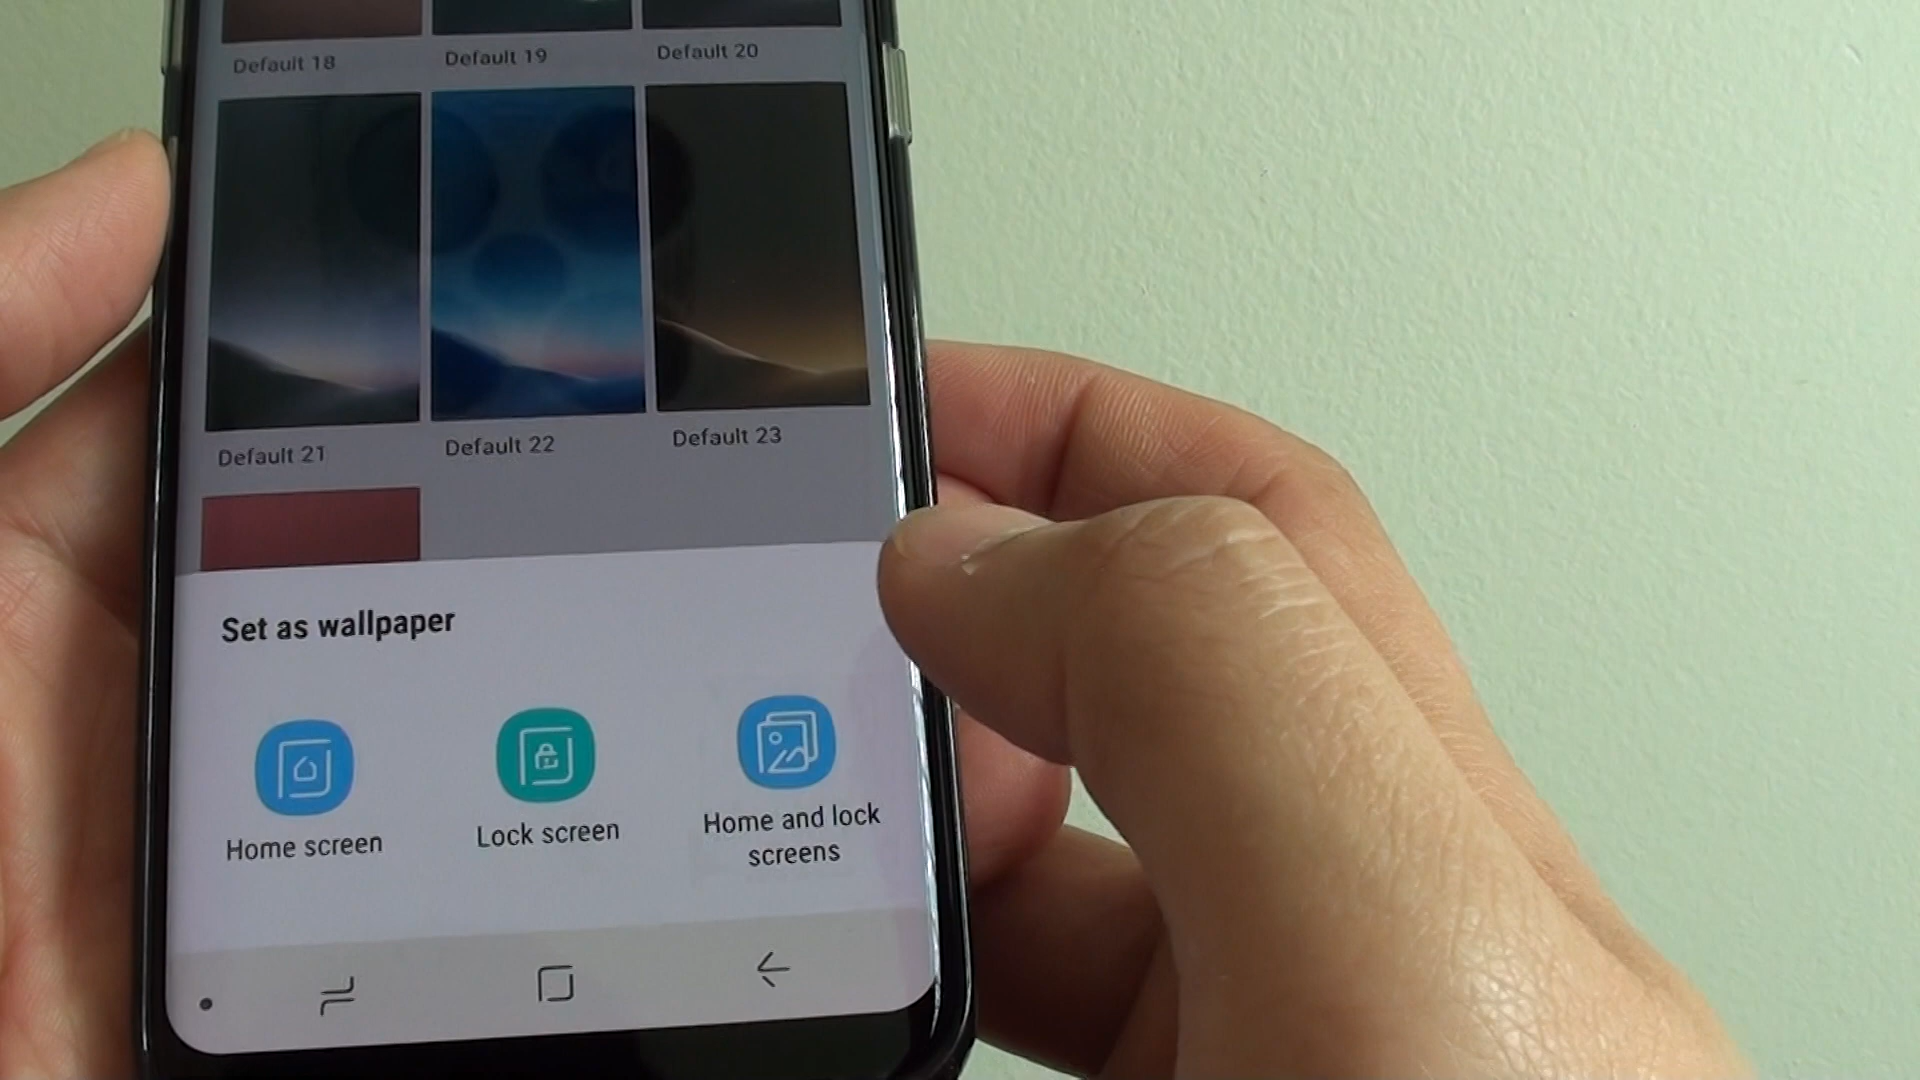 Default 18
Default 19
Default 20
Default 21
Default 22
Default 23
Set as wallpaper
Home screen
Lock screen
Home and lock
screens